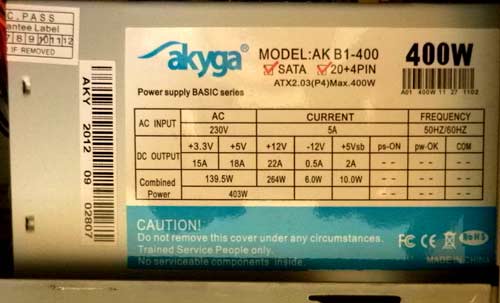 C. PASS
antee Label
7 8 9 10 11 12
IF REMOVED
AKY 2012 09 02807
akyga®
MODEL:AK B1-400
SATA 20+4PIN
ATX2.03(P4)Max.400W
400W
A01 400W 11 27 1102
Power supply BASIC series
AC INPUT AC CURRENT FREQUENCY
230V 5A 50HZ/60HZ
DC OUTPUT +3.3V +5V +12V -12V +5Vsb ps-ON pw-OK COM
15A 18A 22A 0.5A 2A -- -- --
Combined Power 139.5W 264W 6.0W 10.0W -- -- --
403W
CAUTION!
Do not remove this cover under any circumstances.
Trained Service People only.
No serviceable components inside.
FC CE RoHS
MADE IN CHINA